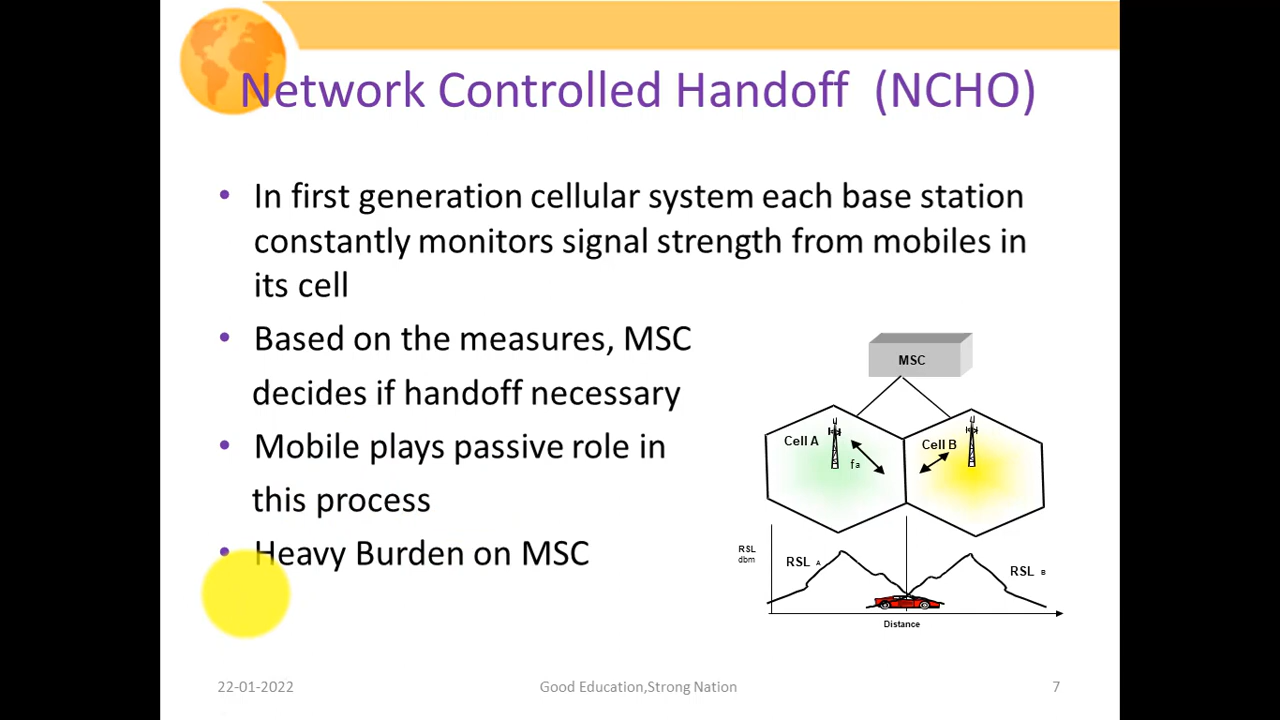 Network Controlled Handoff (NCHO)
• In first generation cellular system each base station
constantly monitors signal strength from mobiles in
its cell
• Based on the measures, MSC
decides if handoff necessary
• Mobile plays passive role in
this process
• Heavy Burden on MSC
MSC
Cell A
Cell B
fa
RSL
dbm
RSL A
RSL B
Distance
22-01-2022
Good Education,Strong Nation
7